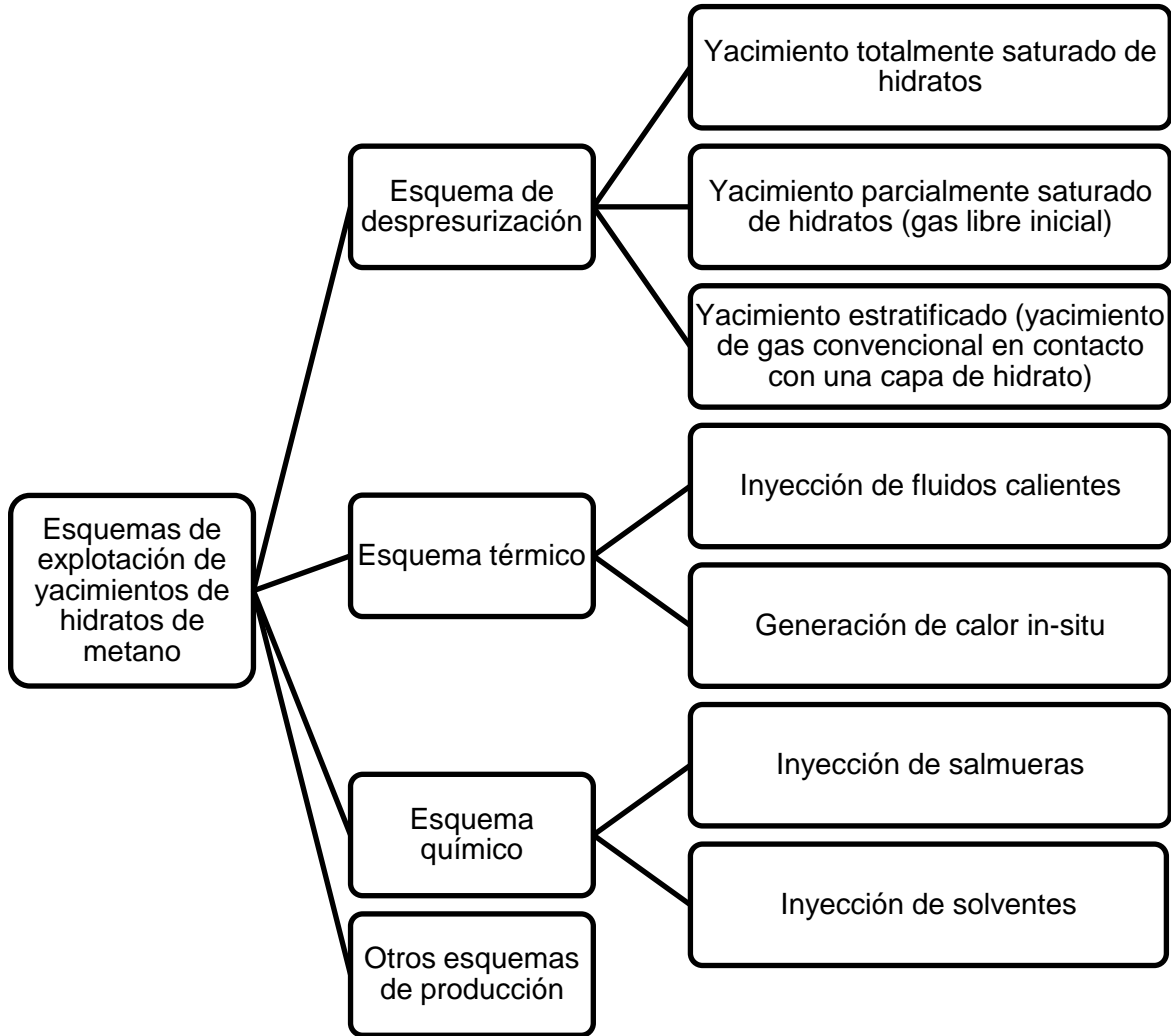 Esquemas de
explotación de
yacimientos de
hidratos de
metano
Esquema de
despresurización
Yacimiento totalmente saturado de
hidratos
Yacimiento parcialmente saturado
de hidratos (gas libre inicial)
Yacimiento estratificado (yacimiento
de gas convencional en contacto
con una capa de hidrato)
Esquema térmico
Inyección de fluidos calientes
Generación de calor in-situ
Esquema
químico
Inyección de salmueras
Inyección de solventes
Otros esquemas
de producción